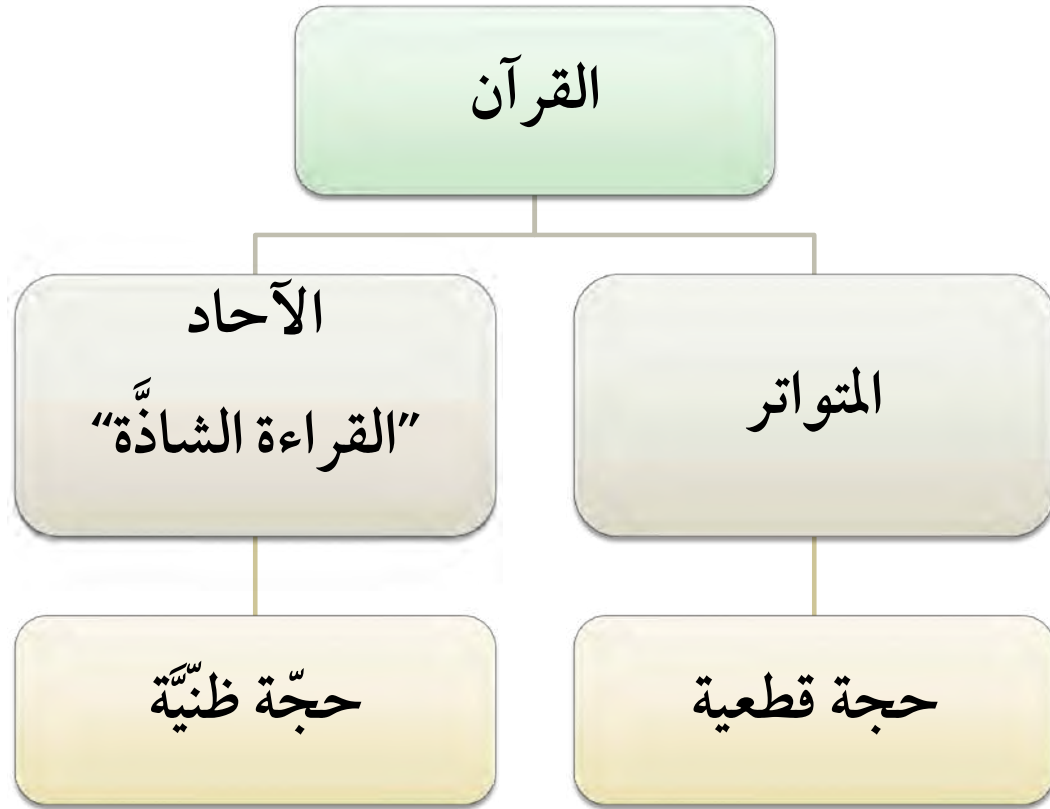 القرآن
المتواتر
الآحاد
"القراءة الشاذَّة"
حجة قطعية
حجّة ظنّيَّة